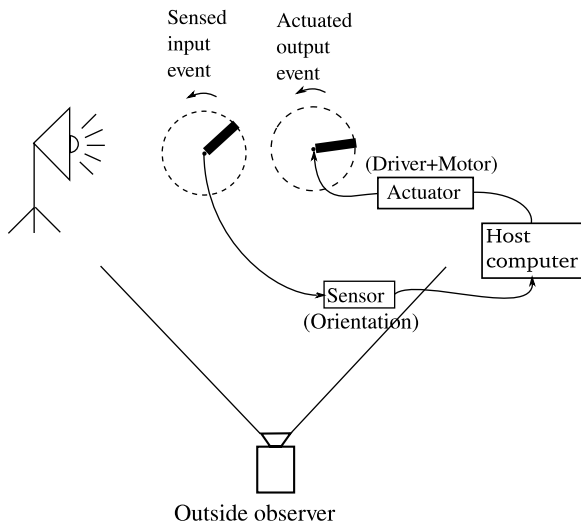 Sensed
input
event
Actuated
output
event
(Driver+Motor)
Actuator
Host
computer
Sensor
(Orientation)
Outside observer